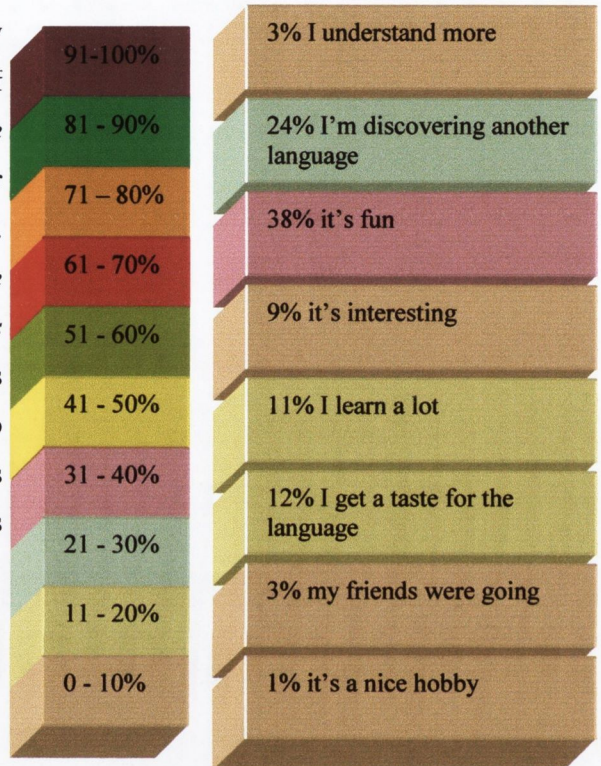 91-100%
81 - 90%
71 – 80%
61 - 70%
51 - 60%
41 - 50%
31 - 40%
21 - 30%
11 - 20%
0 - 10%
3% I understand more
24% I'm discovering another
language
38% it's fun
9% it's interesting
11% I learn a lot
12% I get a taste for the
language
3% my friends were going
1% it's a nice hobby